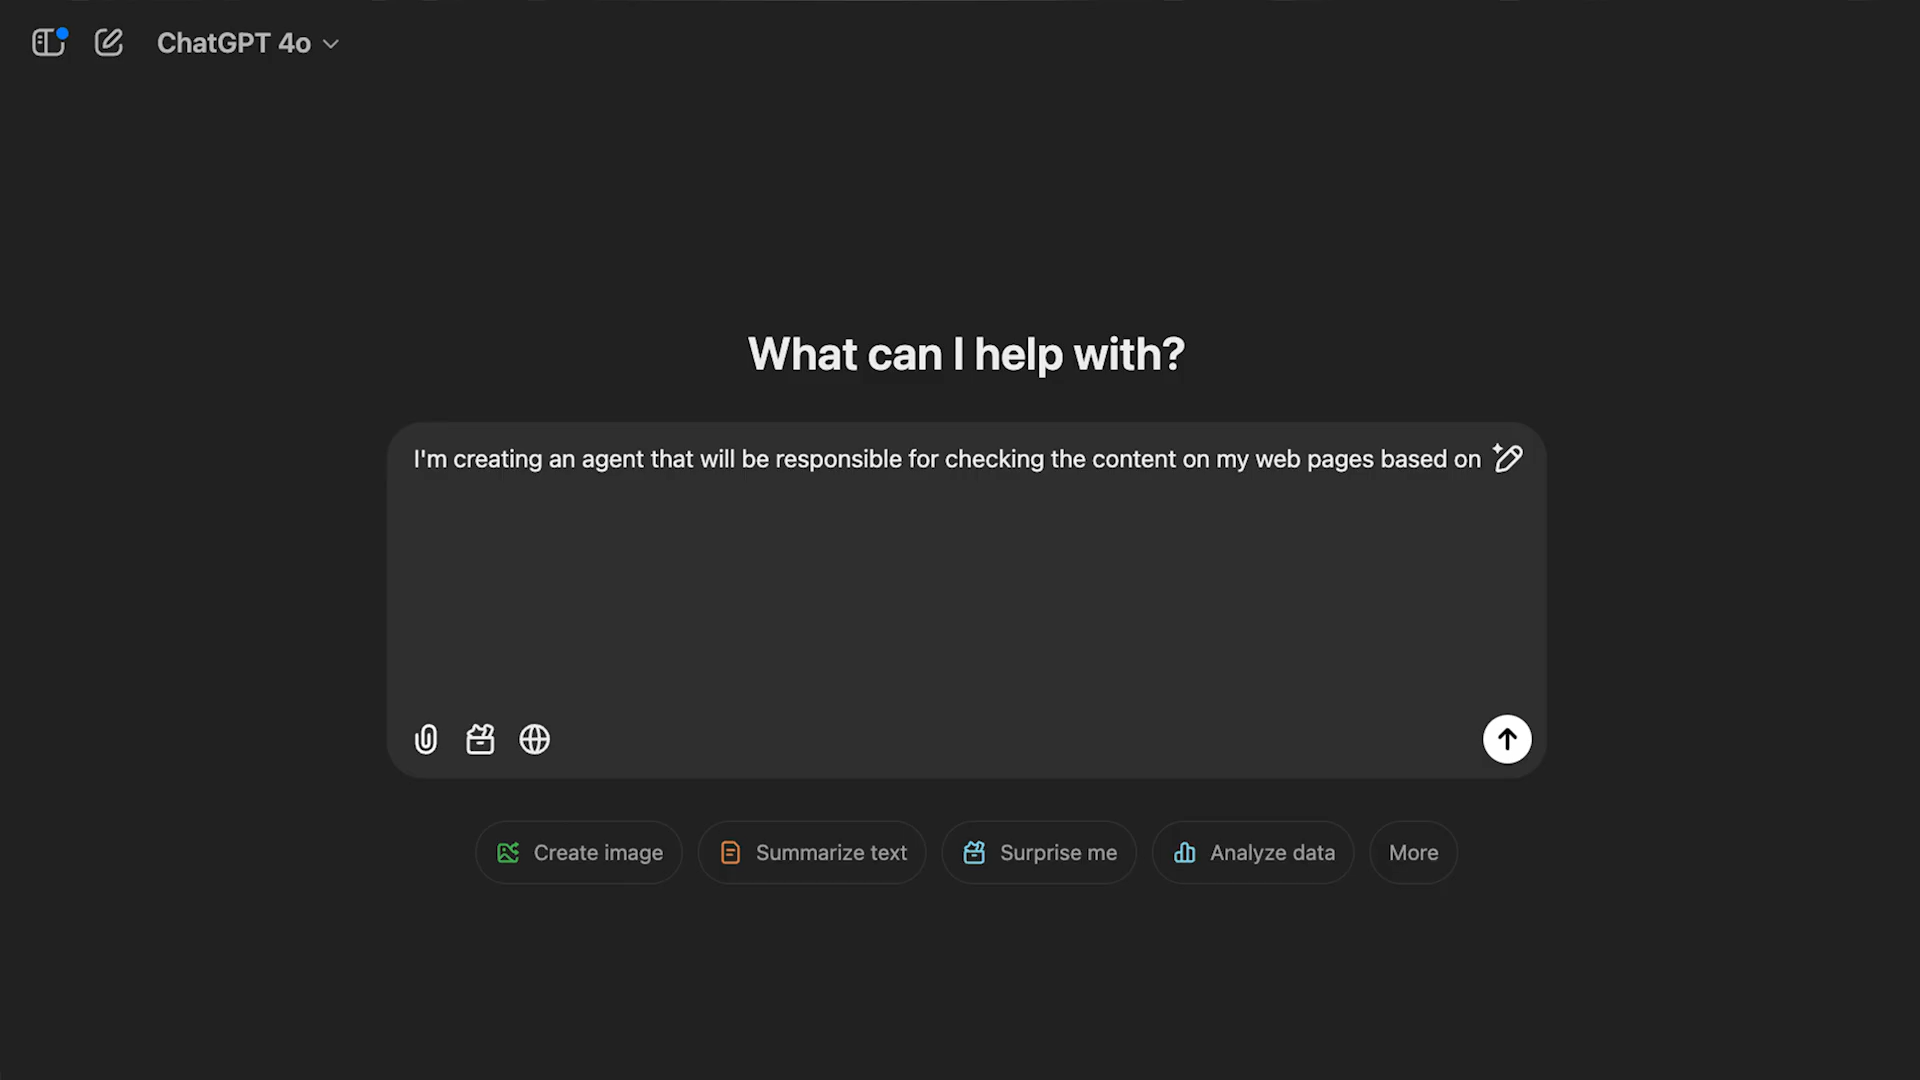 ChatGPT 4o
What can I help with?
I'm creating an agent that will be responsible for checking the content on my web pages based on
Create image
Summarize text
Surprise me
Analyze data
More